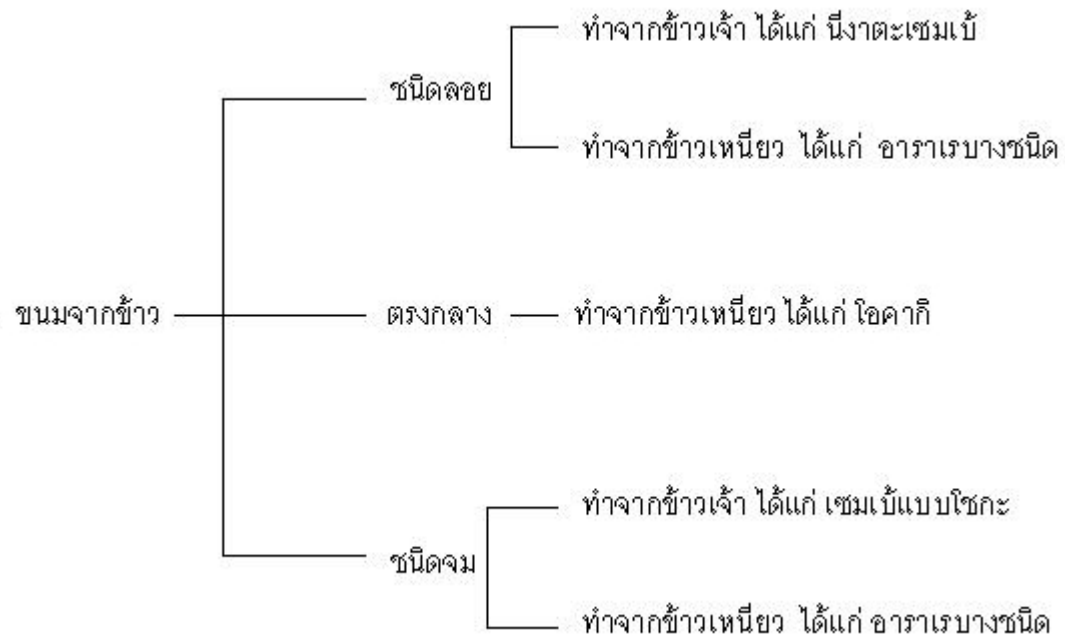 ทำจากข้าวเจ้า ได้แก่ นีงาตะเซมเบ้
ชนิดลอย
ทำจากข้าวเหนียว ได้แก่ อาราเรบางชนิด
ขนมจากข้าว
ตรงกลาง
ทำจากข้าวเหนียว ได้แก่ โอคากิ
ทำจากข้าวเจ้า ได้แก่ เซมเบ้แบบโซกะ
ชนิดจม
ทำจากข้าวเหนียว ได้แก่ อาราเรบางชนิด